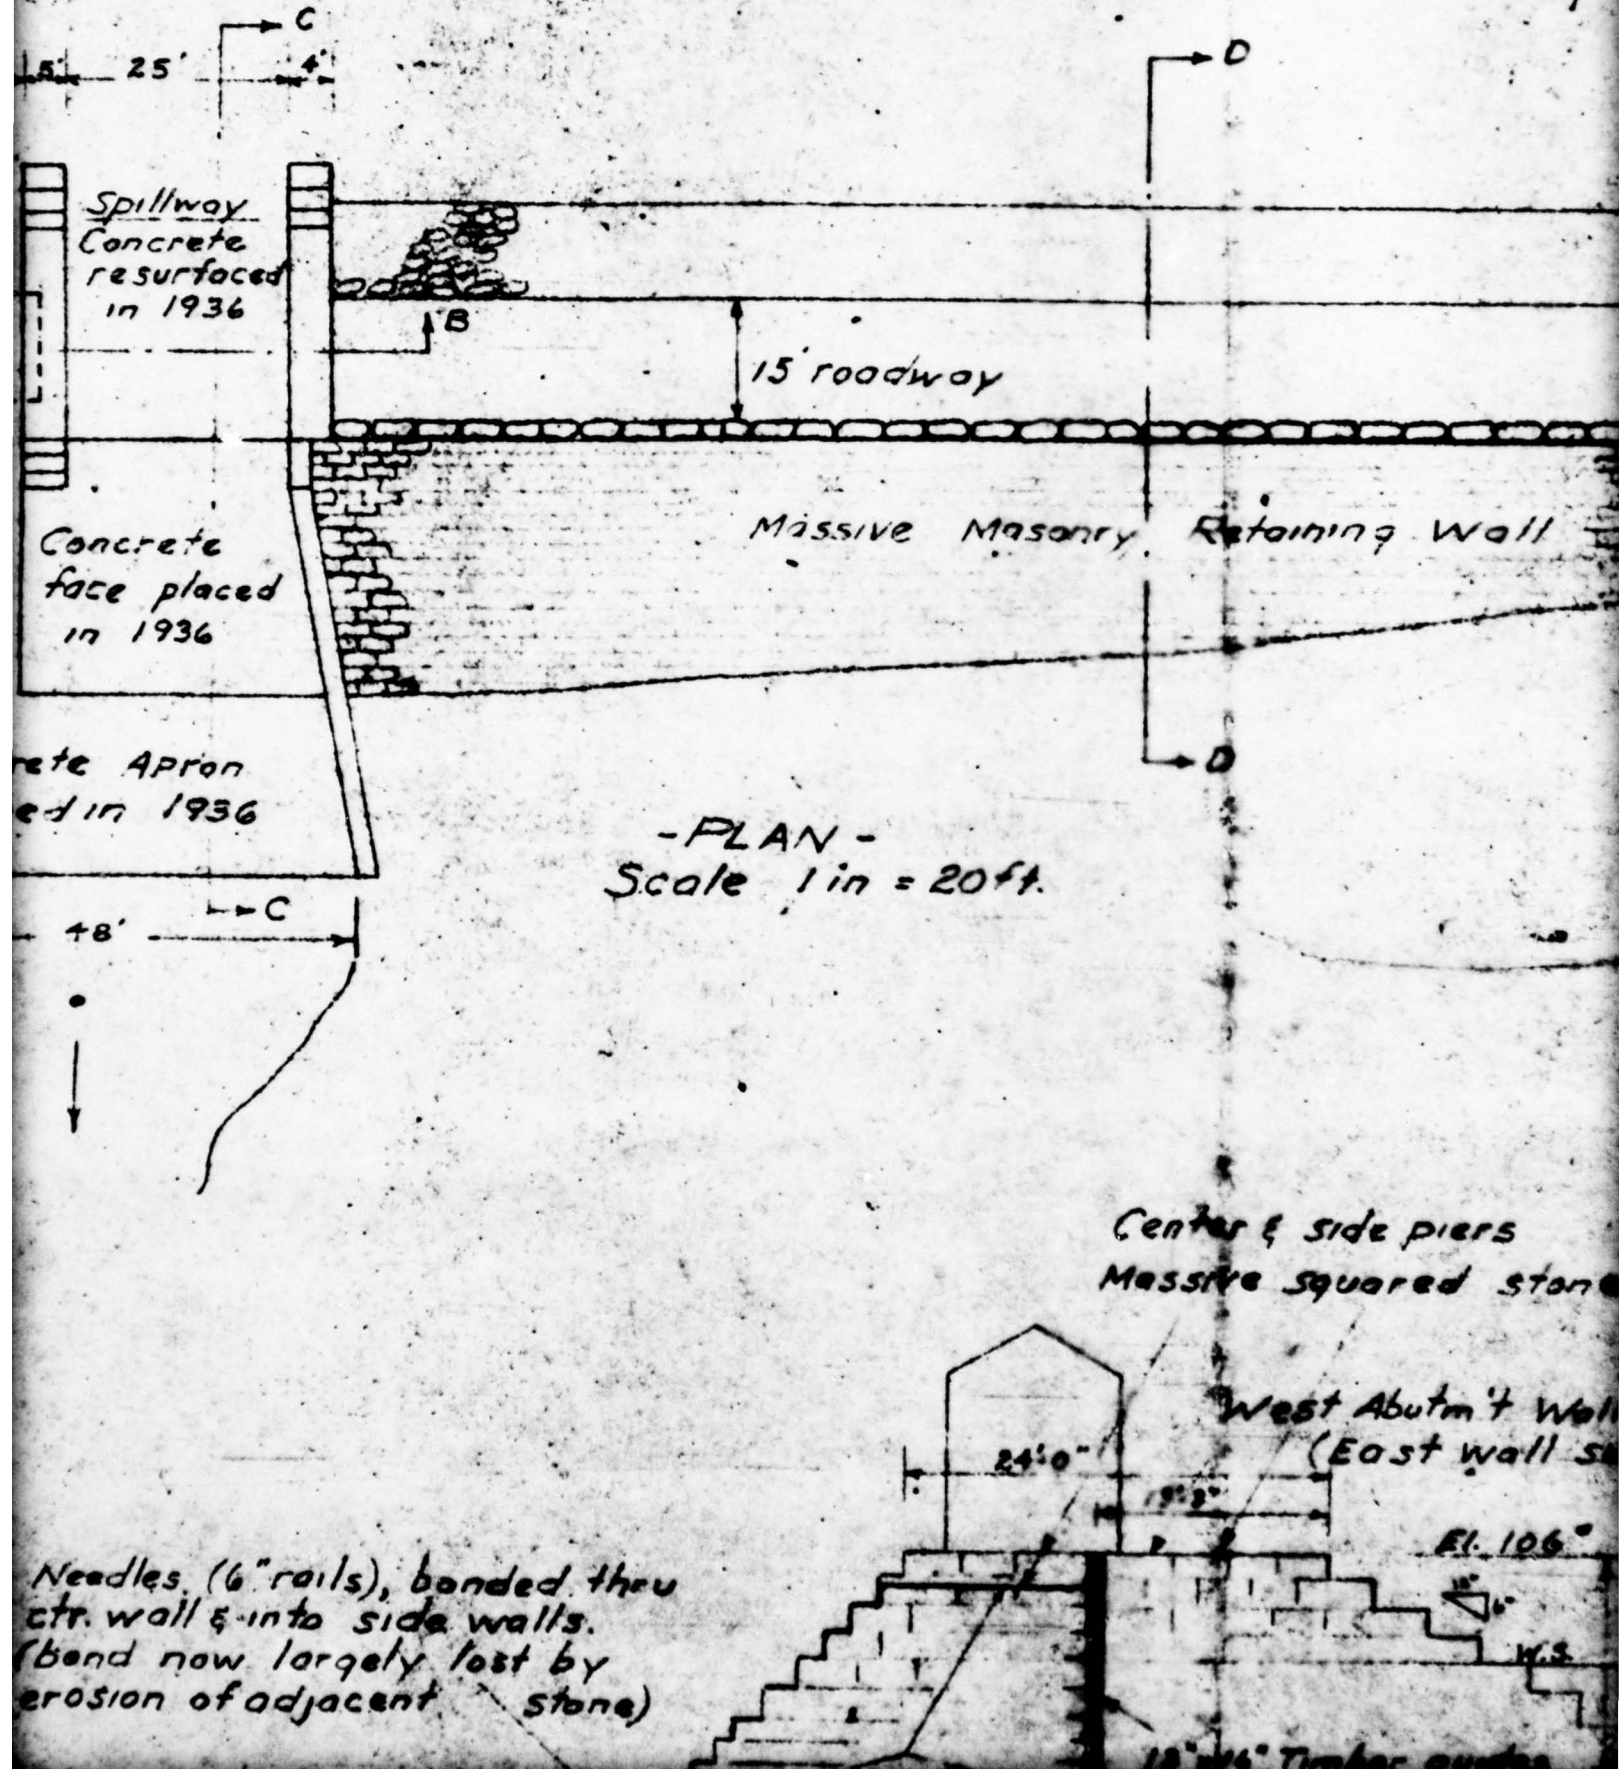 C
D
5' 25' 4'
Spillway
Concrete
resurfaced
in 1936
B
15' roadway
Massive Masonry Retaining Wall
Concrete
face placed
in 1936
D
rete Apron
ed in 1936
-PLAN-
Scale 1 in = 20 ft.
C
48'
Center & side piers
Massive squared stone
West Abutm't Wall
(East wall
24'-0"
El. 106
6"
W.S.
Needles (6" rails), bonded thru
ctr. wall & into side walls.
(bond now largely lost by
erosion of adjacent stone)
Timber